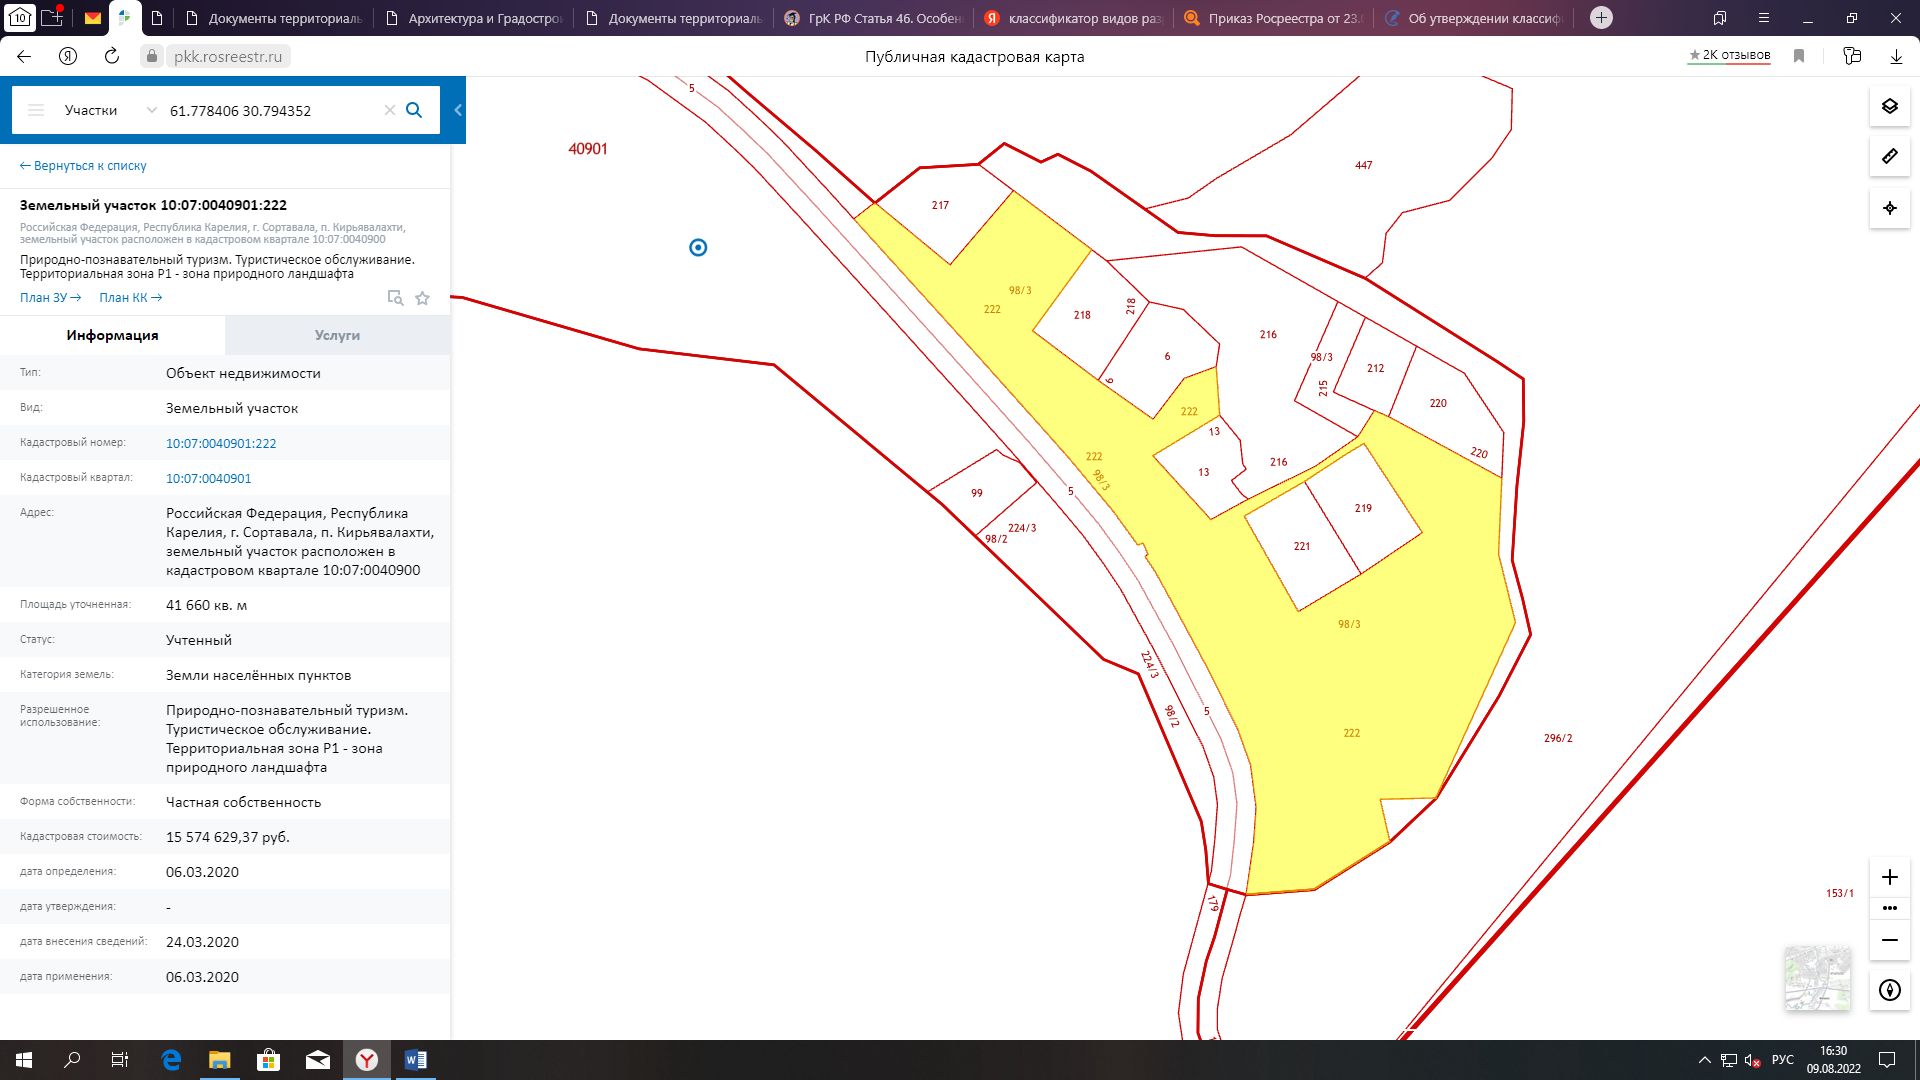 10
Документы территориаль
Архитектура и Градострои
Документы территориаль
ГрК РФ Статья 46. Особен
классификатор видов раз
Приказ Росреестра от 23.
Об утверждении классифи
pkk.rosreestr.ru
Публичная кадастровая карта
2К отзывов
Участки
61.778406 30.794352
Вернуться к списку
Земельный участок 10:07:0040901:222
Российская Федерация, Республика Карелия, г. Сортавала, п. Кирьявалахти,
земельный участок расположен в кадастровом квартале 10:07:0040900
Природно-познавательный туризм. Туристическое обслуживание.
Территориальная зона Р1 - зона природного ландшафта
План ЗУ
План КК
Информация
Услуги
Тип:
Объект недвижимости
Вид:
Земельный участок
Кадастровый номер:
10:07:0040901:222
Кадастровый квартал:
10:07:0040901
Адрес:
Российская Федерация, Республика
Карелия, г. Сортавала, п. Кирьявалахти,
земельный участок расположен в
кадастровом квартале 10:07:0040900
Площадь уточненная:
41 660 кв. м
Статус:
Учтенный
Категория земель:
Земли населённых пунктов
Разрешенное
использование:
Природно-познавательный туризм.
Туристическое обслуживание.
Территориальная зона Р1 - зона
природного ландшафта
Форма собственности:
Частная собственность
Кадастровая стоимость:
15 574 629,37 руб.
дата определения:
06.03.2020
дата утверждения:
-
дата внесения сведений:
24.03.2020
дата применения:
06.03.2020
5
40901
447
217
98/3
222
218
218
6
6
216
98/3
215
212
220
220
222
13
13
216
222
98/3
5
99
224/3
98/2
219
221
98/3
224/3
98/2
5
222
296/2
179
153/1
РУС
16:30
09.08.2022